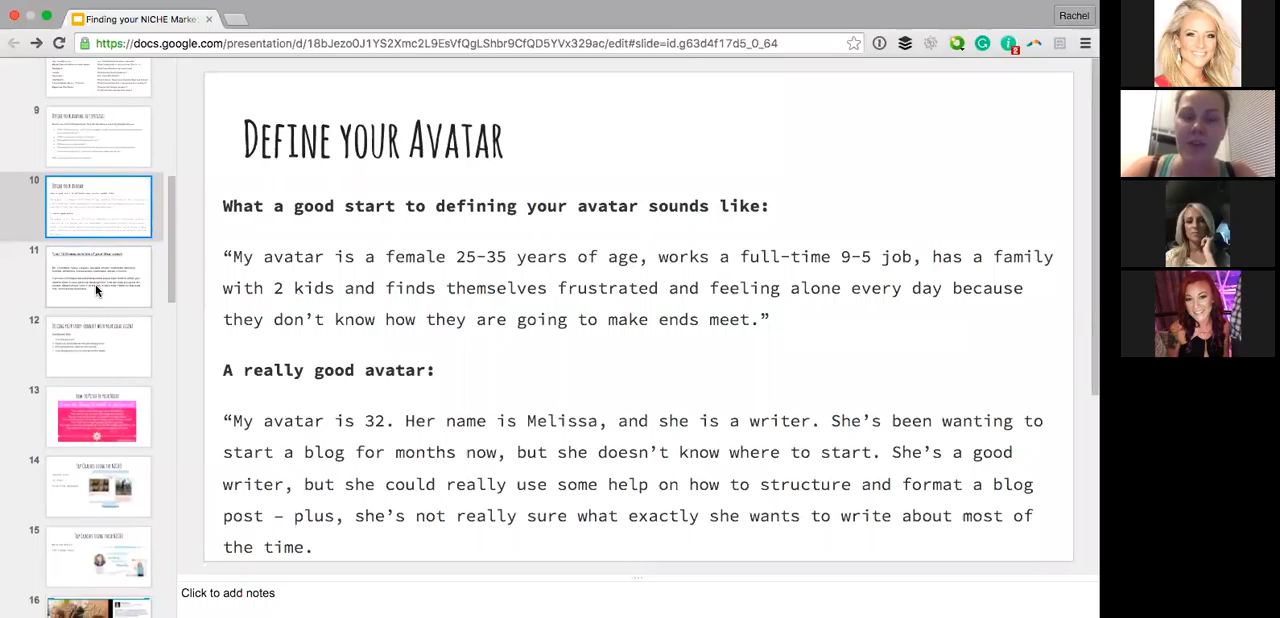 Finding your NICHE Marke
Rachel
https://docs.google.com/presentation/d/18bJezo0J1YS2Xmc2L9EsVfQgLShbr9CfQD5YVx329ac/edit#slide=id.g63d4f17d5_0_64
2
9
10
DEFINE YOUR AVATAR
11
12
13
14
15
16
DEFINE YOUR AVATAR
What a good start to defining your avatar sounds like:
“My avatar is a female 25-35 years of age, works a full-time 9-5 job, has a family
with 2 kids and finds themselve frustrated and feeling alone every day because
they don’t know how they are going to make ends meet.”
A really good avatar:
“My avatar is 32. Her name is Melissa, and she is a writer. She’s been wanting to
start a blog for months now, but she doesn’t know where to start. She’s a good
writer, but she could really use some help on how to structure and format a blog
post – plus, she’s not really sure what exactly she wants to write about most of
the time.
Click to add notes